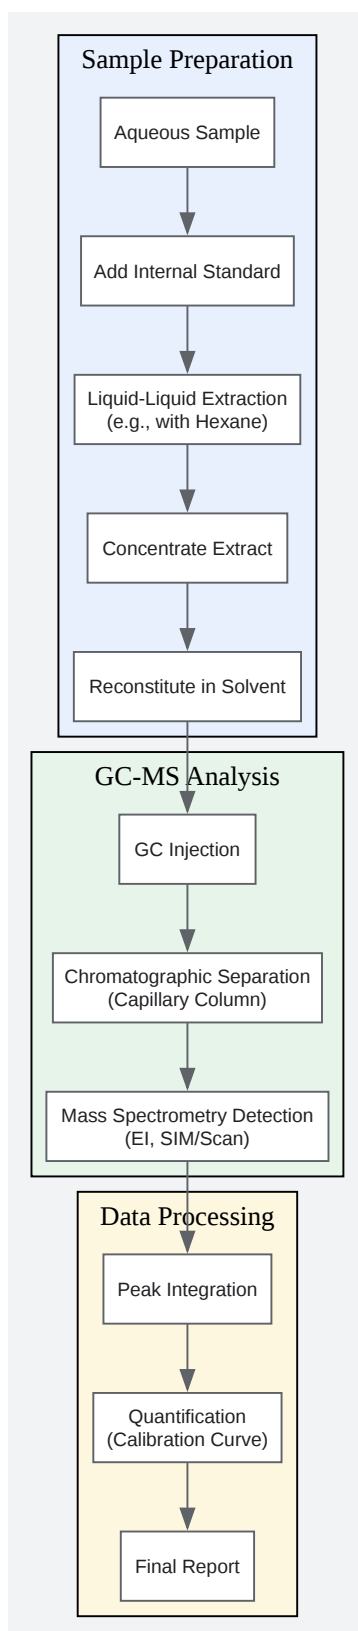 Sample Preparation
Aqueous Sample
Add Internal Standard
Liquid-Liquid Extraction
(e.g., with Hexane)
Concentrate Extract
Reconstitute in Solvent
GC-MS Analysis
GC Injection
Chromatographic Separation
(Capillary Column)
Mass Spectrometry Detection
(EI, SIM/Scan)
Data Processing
Peak Integration
Quantification
(Calibration Curve)
Final Report